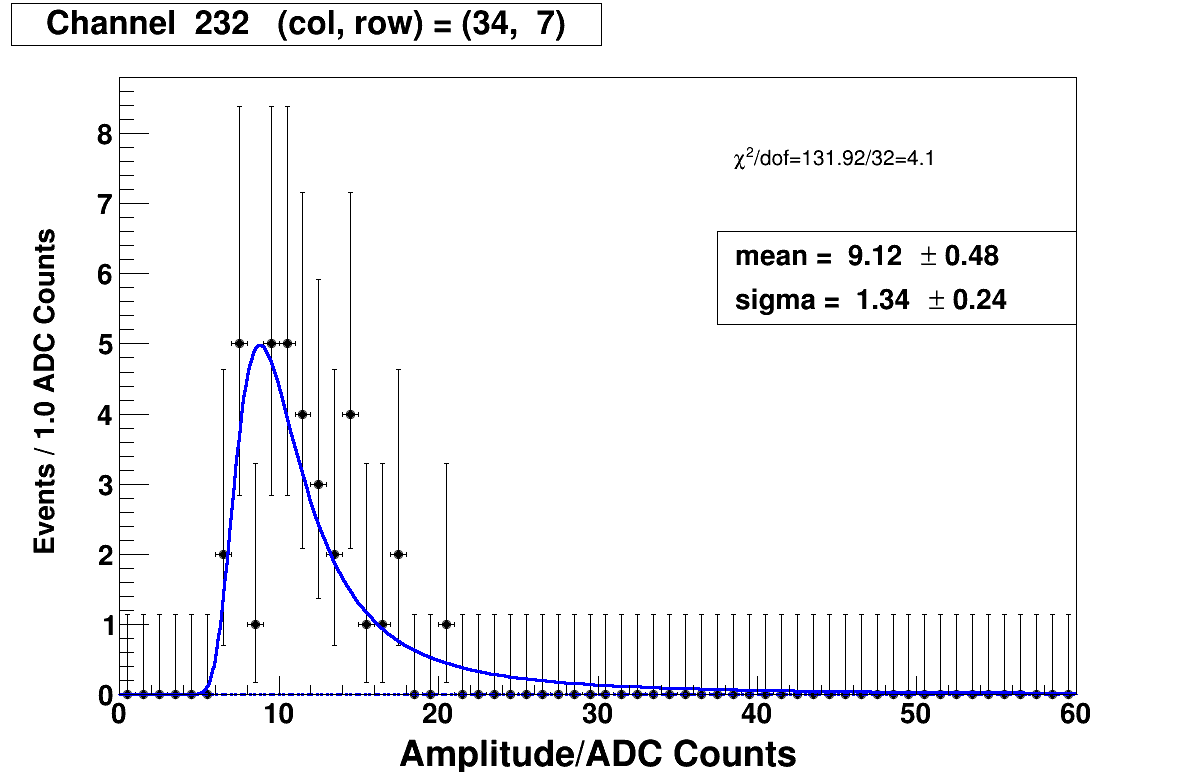 Channel 232 (col, row) = (34, 7)
χ²/dof=131.92/32=4.1
mean = 9.12 ± 0.48
sigma = 1.34 ± 0.24
Events / 1.0 ADC Counts
8
7
6
5
4
3
2
1
0
0 10 20 30 40 50 60
Amplitude/ADC Counts